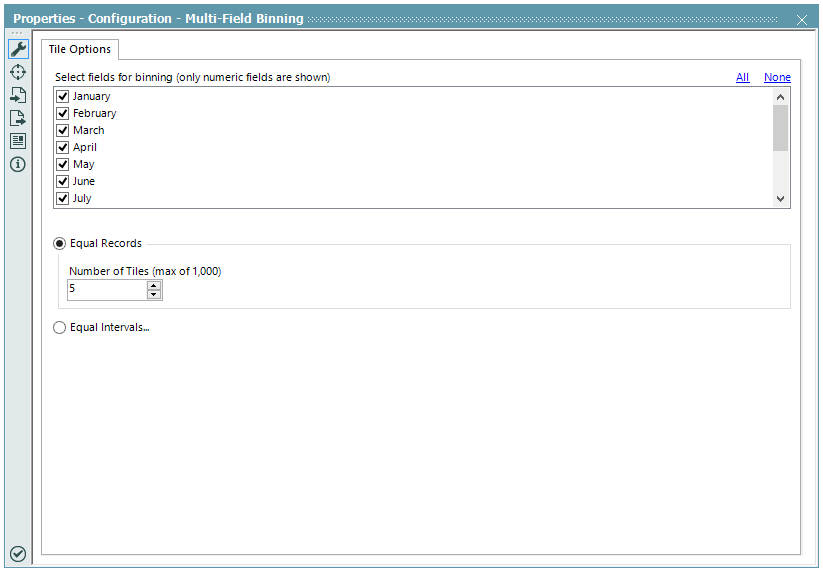 Properties - Configuration - Multi-Field Binning
Tile Options
Select fields for binning (only numeric fields are shown) All None
January
February
March
April
May
June
July
Equal Records
Number of Tiles (max of 1,000)
5
Equal Intervals...